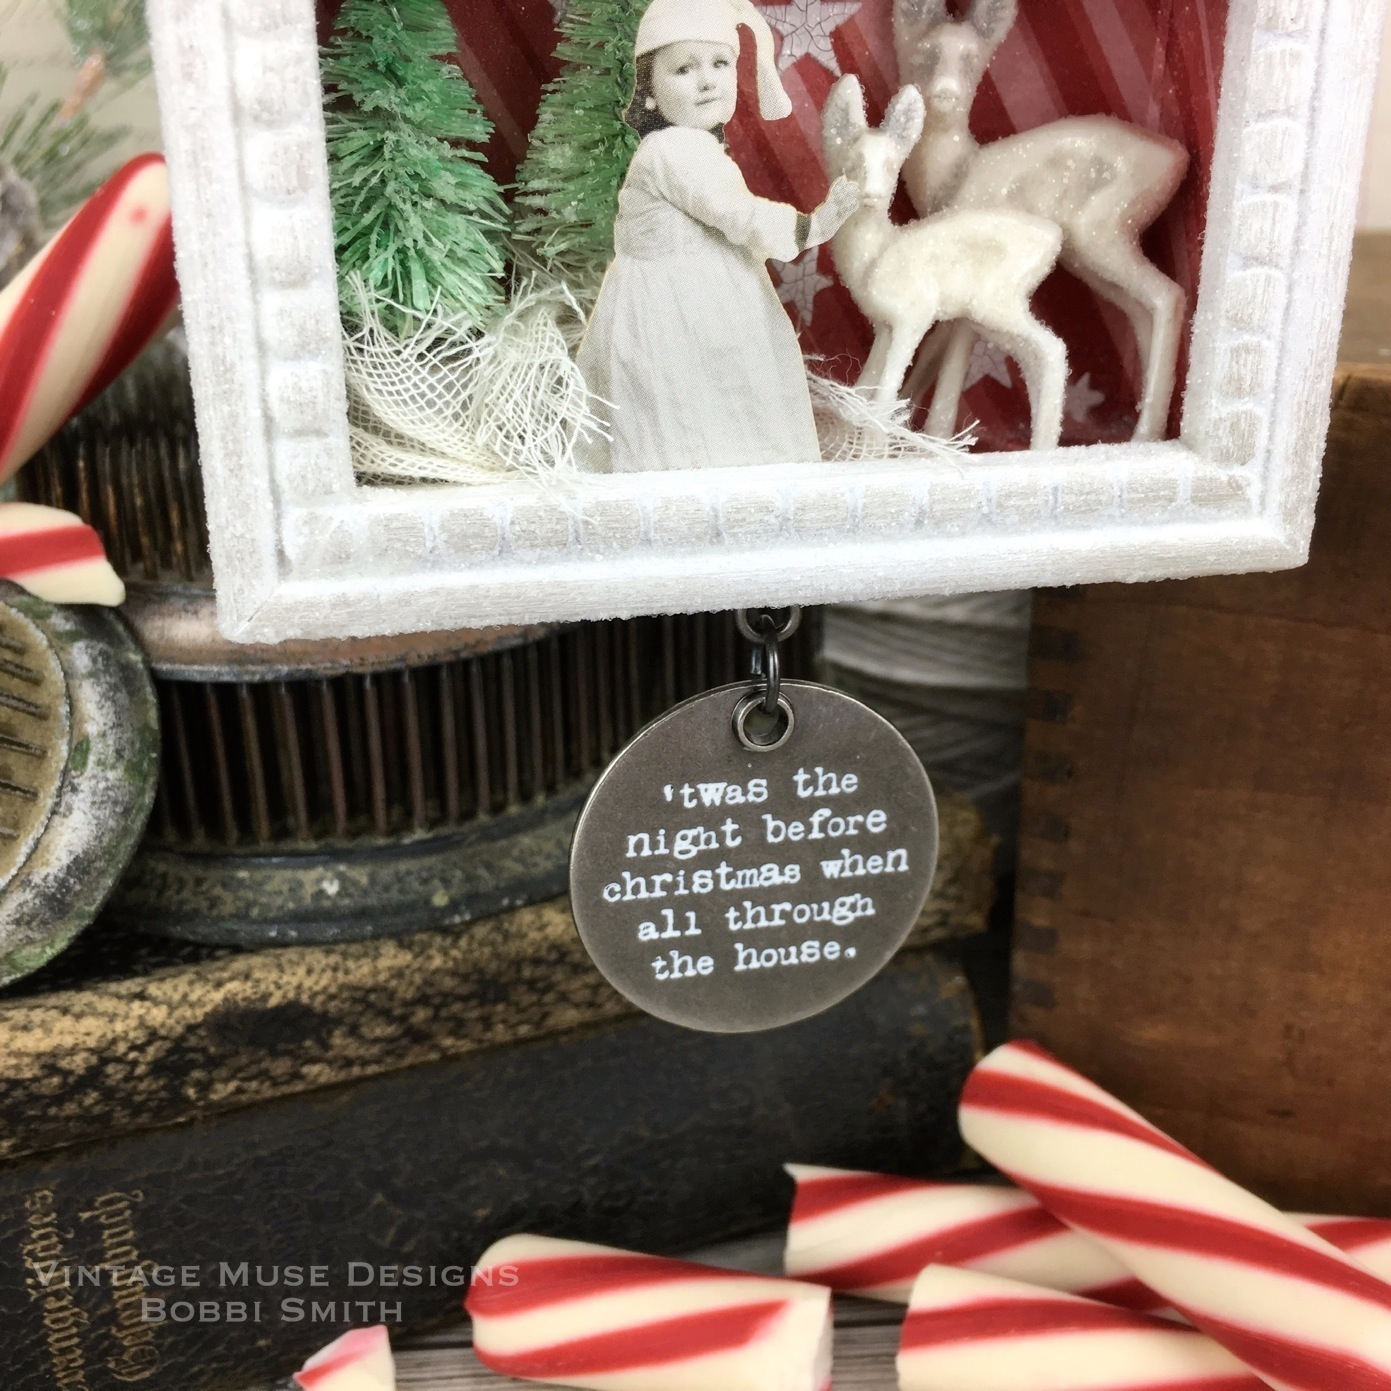 'twas the
night before
christmas when
all through
the house.
VINTAGE MUSE DESIGNS
BOBBI SMITH